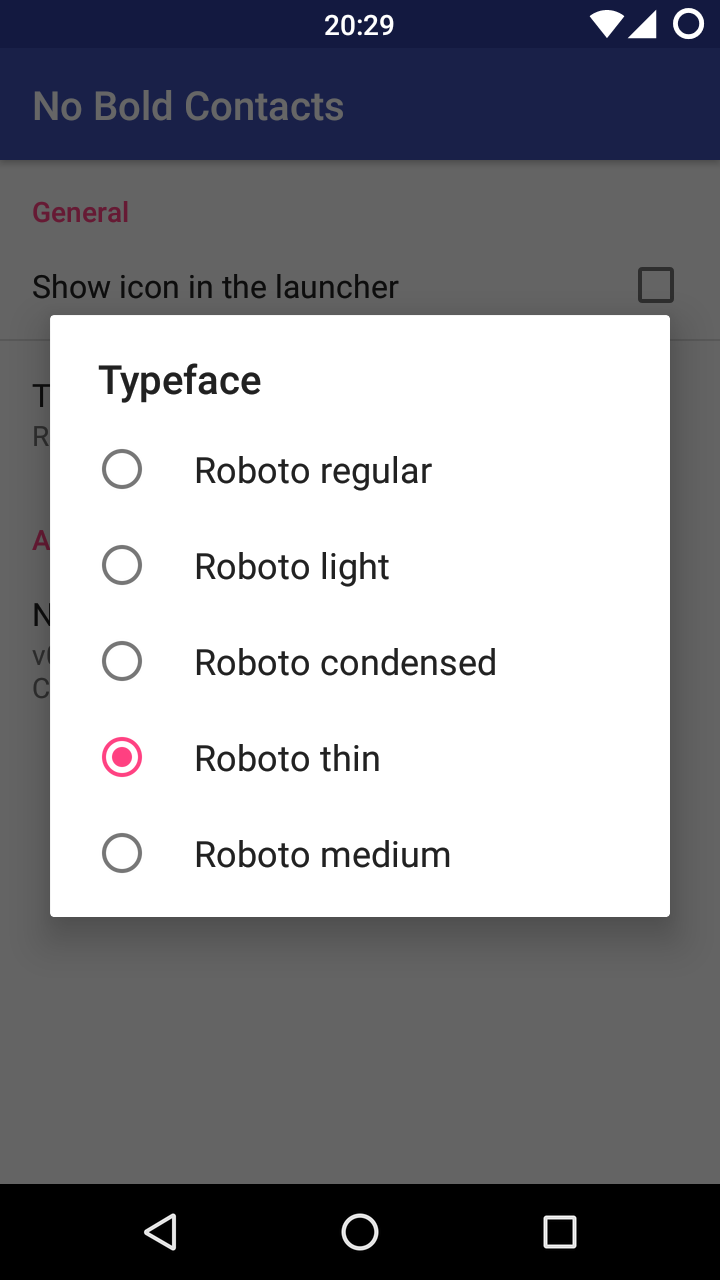 20:29
No Bold Contacts
General
Show icon in the launcher
Typeface
Roboto regular
Roboto light
Roboto condensed
Roboto thin
Roboto medium